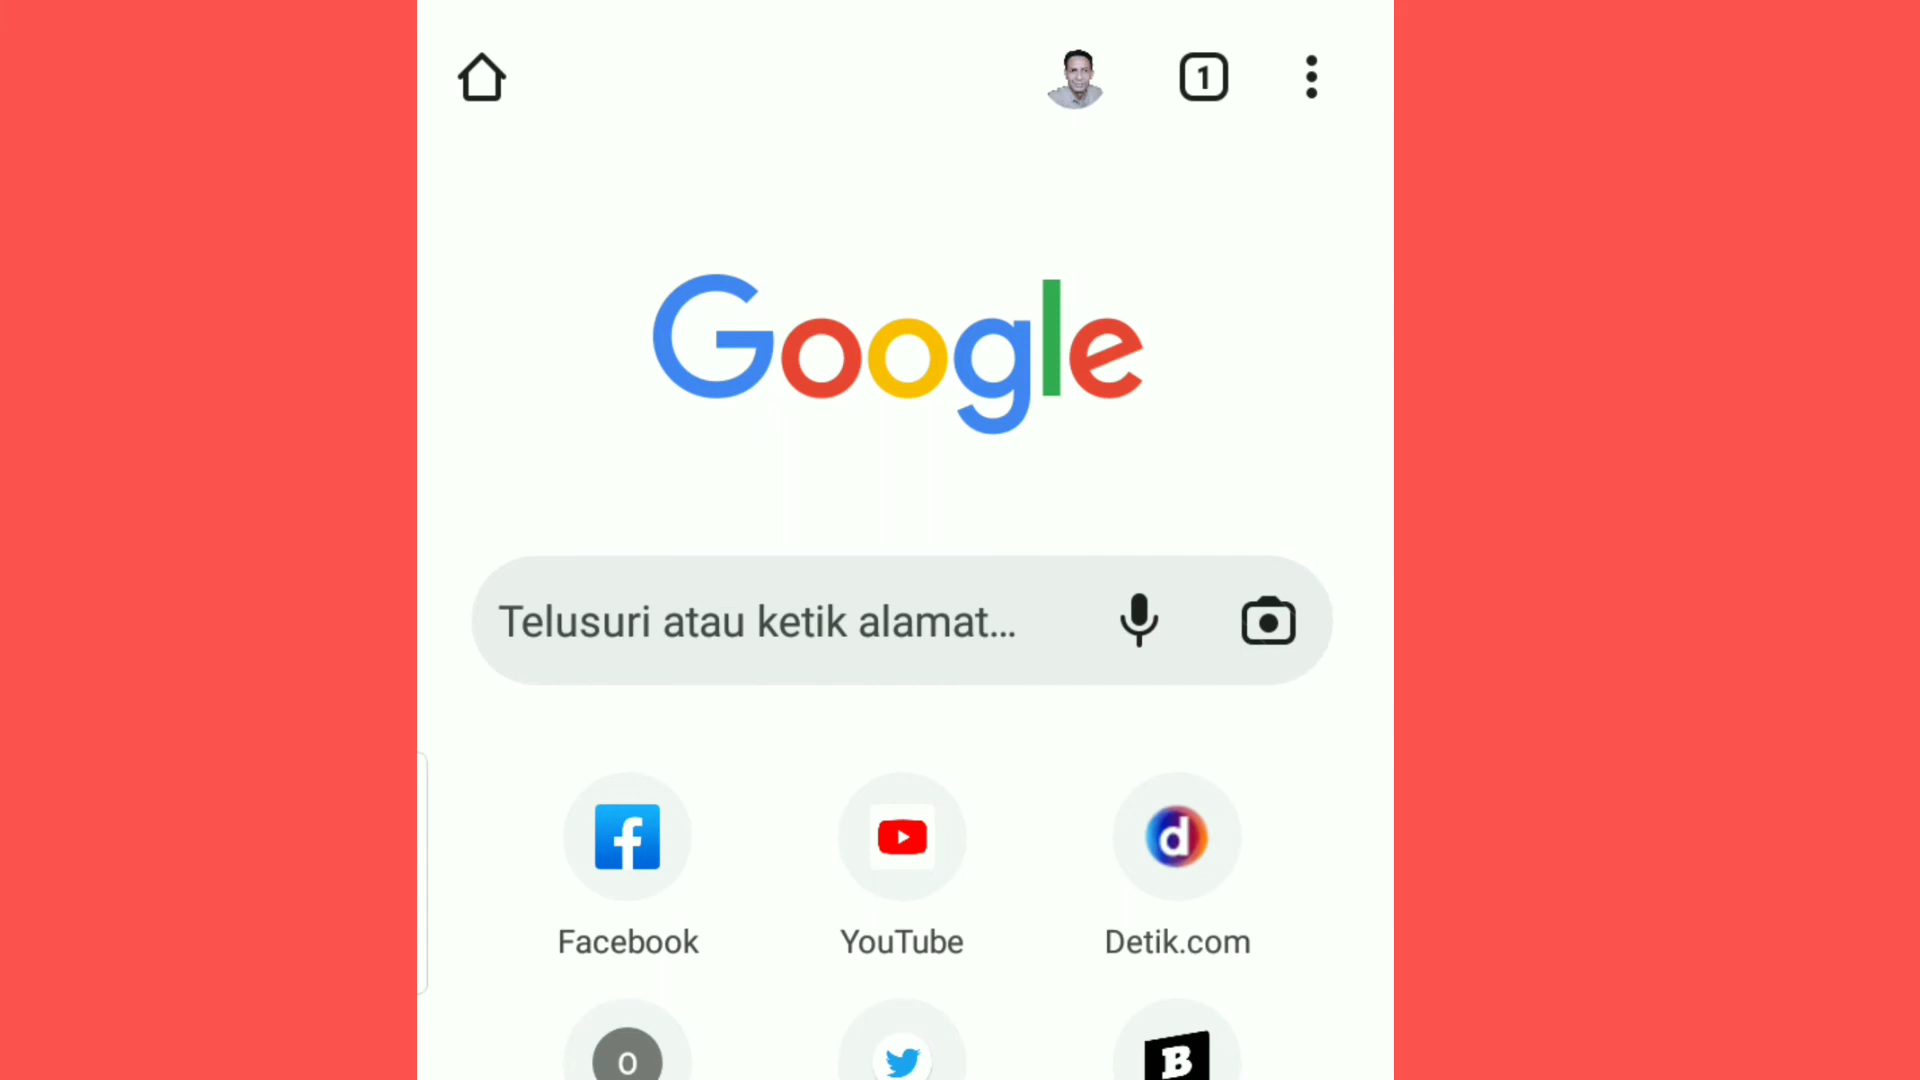 1
Google
Telusuri atau ketik alamat...
f
d
Facebook
YouTube
Detik.com
O
B